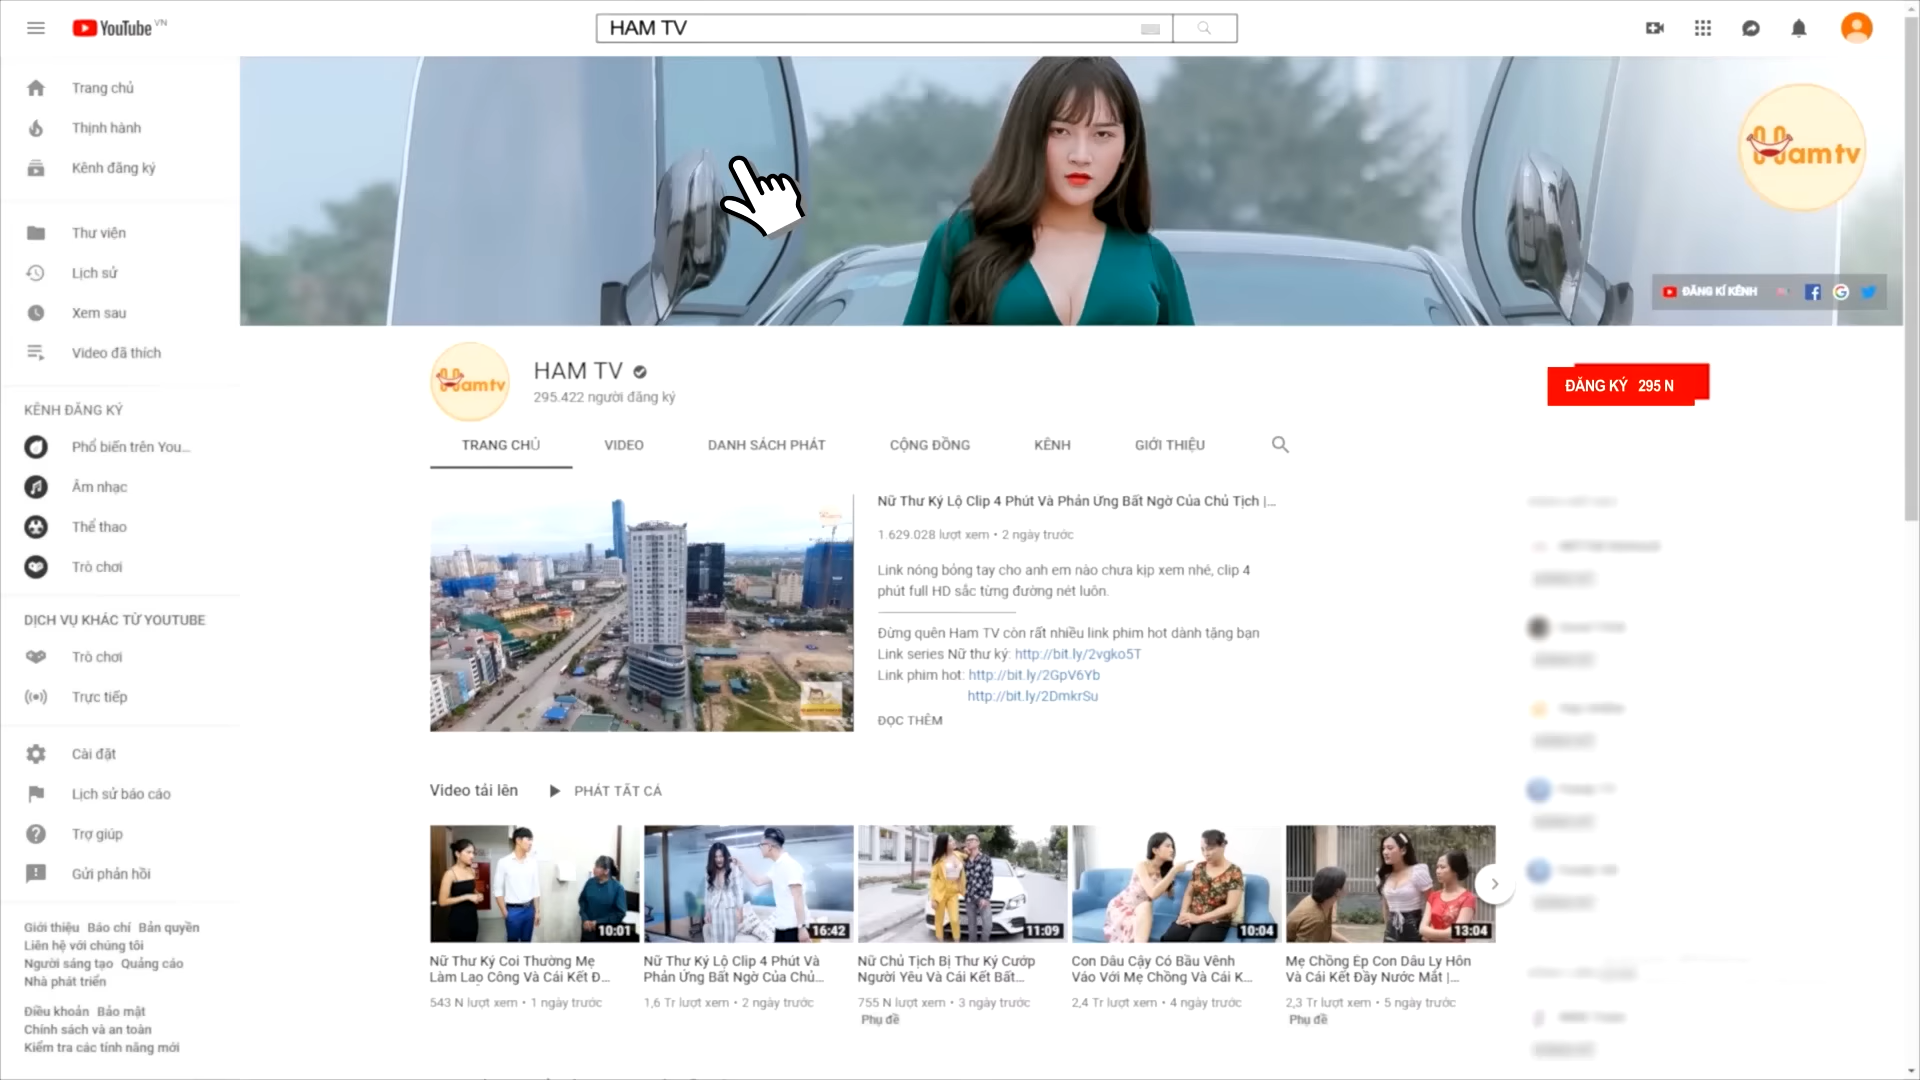 YouTube VN
HAM TV
Trang chủ
Thịnh hành
Kênh đăng ký
Thư viện
Lịch sử
Xem sau
Video đã thích
KÊNH ĐĂNG KÝ
Phổ biến trên You...
Âm nhạc
Thể thao
Trò chơi
DỊCH VỤ KHÁC TỪ YOUTUBE
Trò chơi
Trực tiếp
Cài đặt
Lịch sử báo cáo
Trợ giúp
Gửi phản hồi
Giới thiệu Báo chí Bản quyền
Liên hệ với chúng tôi
Người sáng tạo Quảng cáo
Nhà phát triển
Điều khoản Bảo mật
Chính sách và an toàn
Kiểm tra các tính năng mới
Hamtv
ĐĂNG KÍ KÊNH
Hamtv
HAM TV
295.422 người đăng ký
ĐĂNG KÝ 295 N
TRANG CHỦ VIDEO DANH SÁCH PHÁT CỘNG ĐỒNG KÊNH GIỚI THIỆU
Nữ Thư Ký Lộ Clip 4 Phút Và Phản Ứng Bất Ngờ Của Chủ Tịch |...
1.629.028 lượt xem • 2 ngày trước
Link nóng bỏng tay cho anh em nào chưa kịp xem nhé, clip 4
phút full HD sắc từng đường nét luôn.
Đừng quên Ham TV còn rất nhiều link phim hot dành tặng bạn
Link series Nữ thư ký: http://bit.ly/2vgko5T
Link phim hot: http://bit.ly/2GpV6Yb
http://bit.ly/2DmkrSu
ĐỌC THÊM
Video tải lên PHÁT TẤT CẢ
10:01
Nữ Thư Ký Coi Thường Mẹ
Làm Lao Công Và Cái Kết Đ...
543 N lượt xem • 1 ngày trước
16:42
Nữ Thư Ký Lộ Clip 4 Phút Và
Phản Ứng Bất Ngờ Của Chủ...
1,6 Tr lượt xem • 2 ngày trước
11:09
Nữ Chủ Tịch Bị Thư Ký Cướp
Người Yêu Và Cái Kết Bất...
755 N lượt xem • 3 ngày trước
Phụ đề
10:04
Con Dâu Cậy Có Bầu Vênh
Váo Với Mẹ Chồng Và Cái K...
2,4 Tr lượt xem • 4 ngày trước
13:04
Mẹ Chồng Ép Con Dâu Ly Hôn
Và Cái Kết Đầy Nước Mắt |...
2,3 Tr lượt xem • 5 ngày trước
Phụ đề